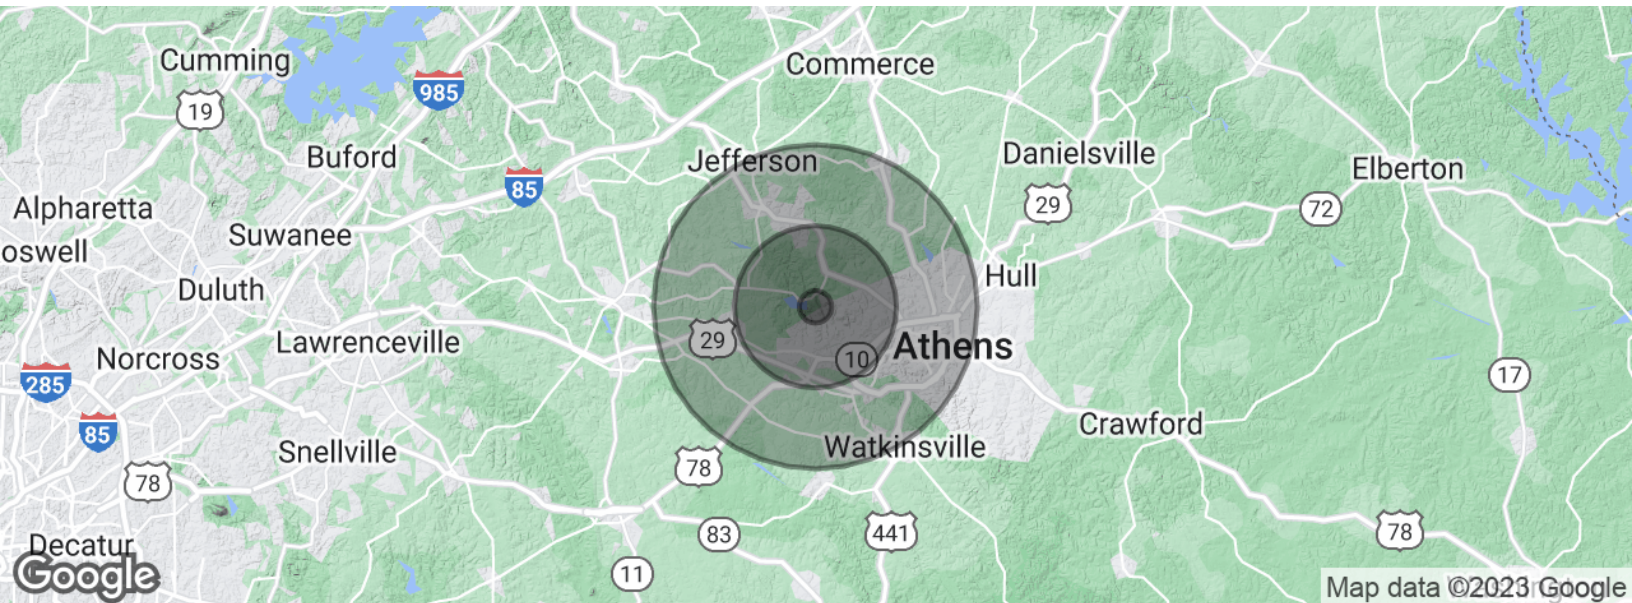 Cumming
985
Commerce
19
Buford
Jefferson
Danielsville
Elberton
85
Alpharetta
29
72
Suwanee
oswell
Duluth
Hull
29
Lawrenceville
Athens
Norcross
10
285
17
85
Crawford
Snellville
Watkinsville
78
78
83
441
78
Decatur
11
Google
Map data ©2023 Google